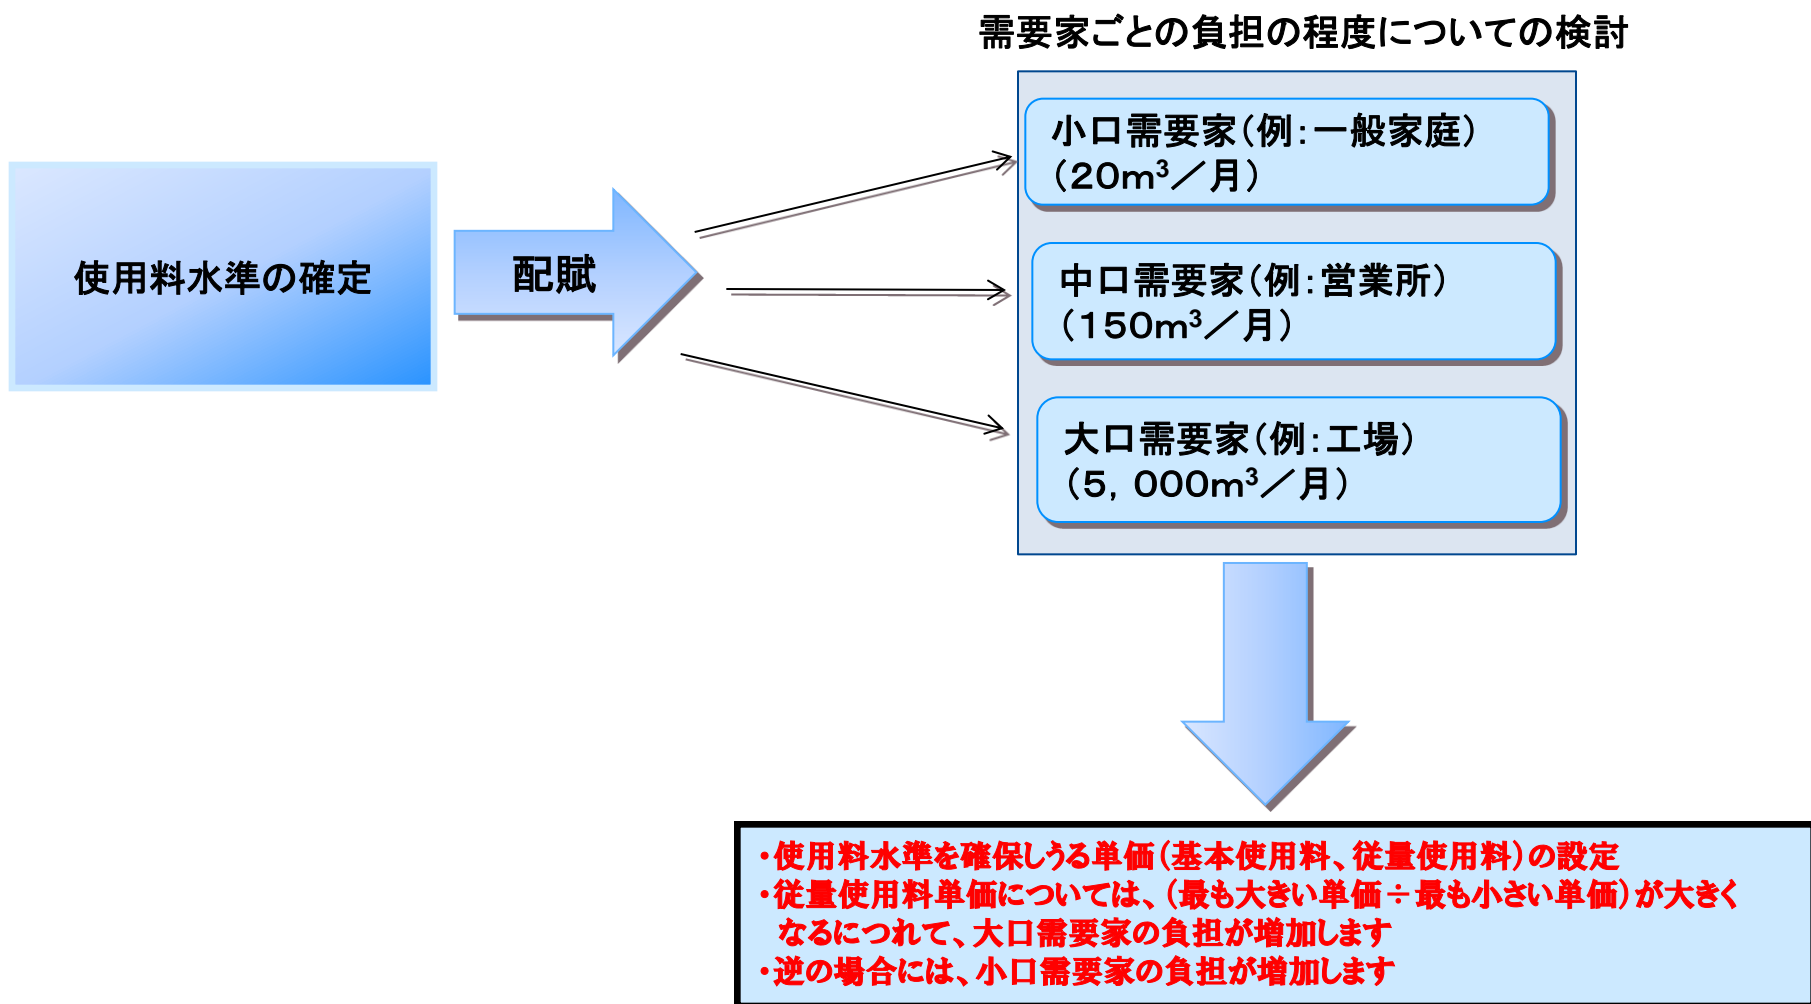 需要家ごとの負担の程度についての検討
小口需要家（例：一般家庭）
（２０ｍ³／月）
使用料水準の確定
配賦
中口需要家（例：営業所）
（１５０ｍ³／月）
大口需要家（例：工場）
（５，０００ｍ³／月）
・使用料水準を確保しうる単価（基本使用料、従量使用料）の設定
・従量使用料単価については、（最も大きい単価÷最も小さい単価）が大きく
なるにつれて、大口需要家の負担が増加します
・逆の場合には、小口需要家の負担が増加します